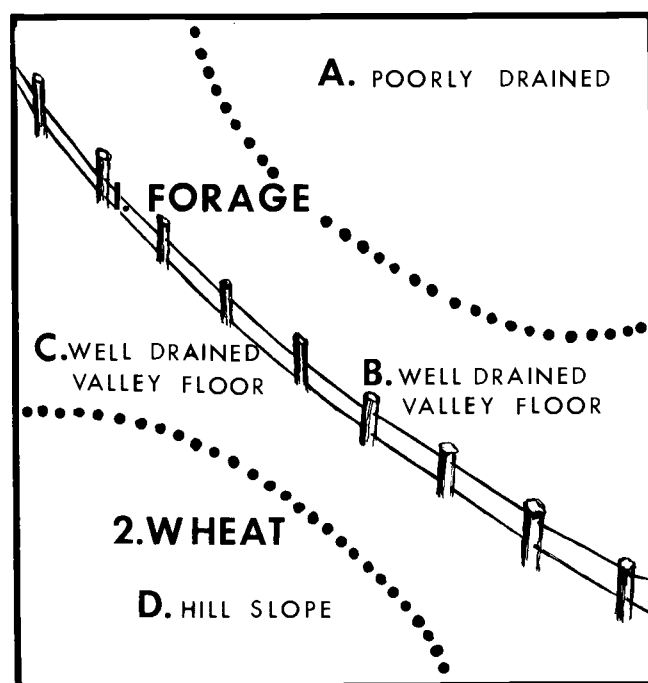 A. POORLY DRAINED
1. FORAGE
C. WELL DRAINED
VALLEY FLOOR
B. WELL DRAINED
VALLEY FLOOR
2. WHEAT
D. HILL SLOPE